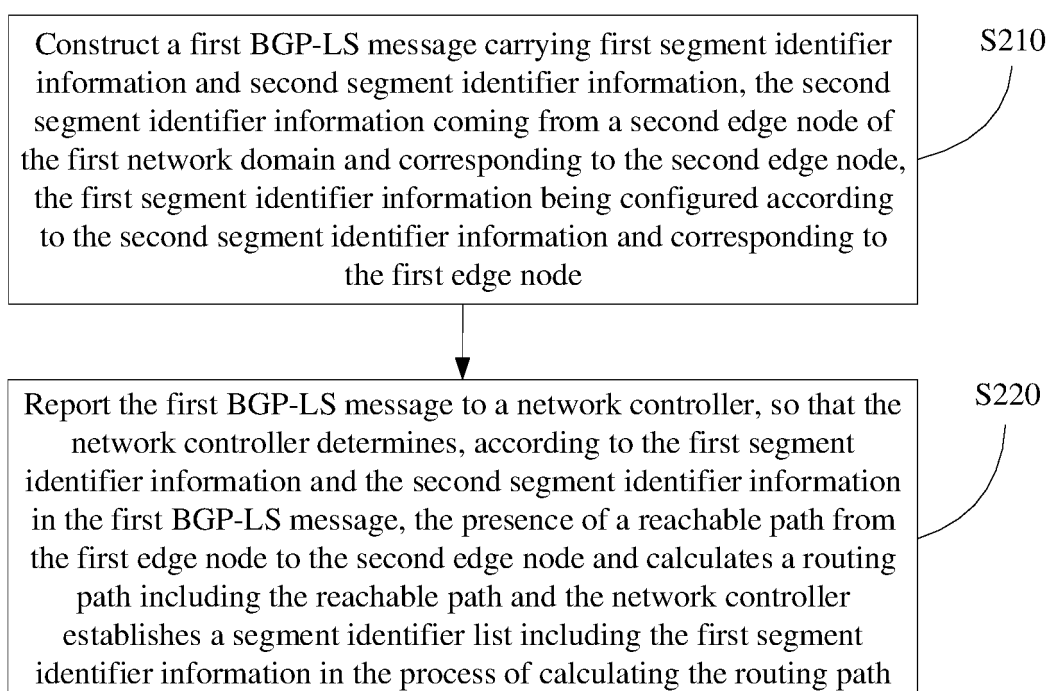 Construct a first BGP-LS message carrying first segment identifier
information and second segment identifier information, the second
segment identifier information coming from a second edge node of
the first network domain and corresponding to the second edge node,
the first segment identifier information being configured according
to the second segment identifier information and corresponding to
the first edge node
S210
Report the first BGP-LS message to a network controller, so that the
network controller determines, according to the first segment
identifier information and the second segment identifier information
in the first BGP-LS message, the presence of a reachable path from
the first edge node to the second edge node and calculates a routing
path including the reachable path and the network controller
establishes a segment identifier list including the first segment
identifier information in the process of calculating the routing path
S220